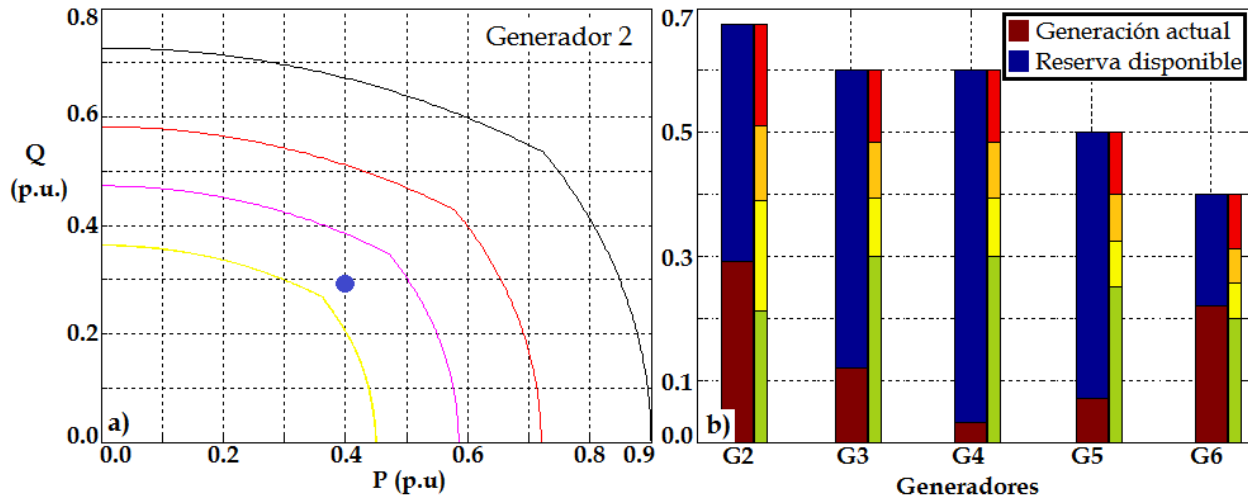 0.8
Generador 2
0.6
Q
(p.u.)
0.4
0.2
0.0
a)
0.0
0.2
0.4
0.6
0.8
0.9
P (p.u)
0.7
Generación actual
Reserva disponible
0.5
0.3
0.1
0.0
b)
G2
G3
G4
G5
G6
Generadores